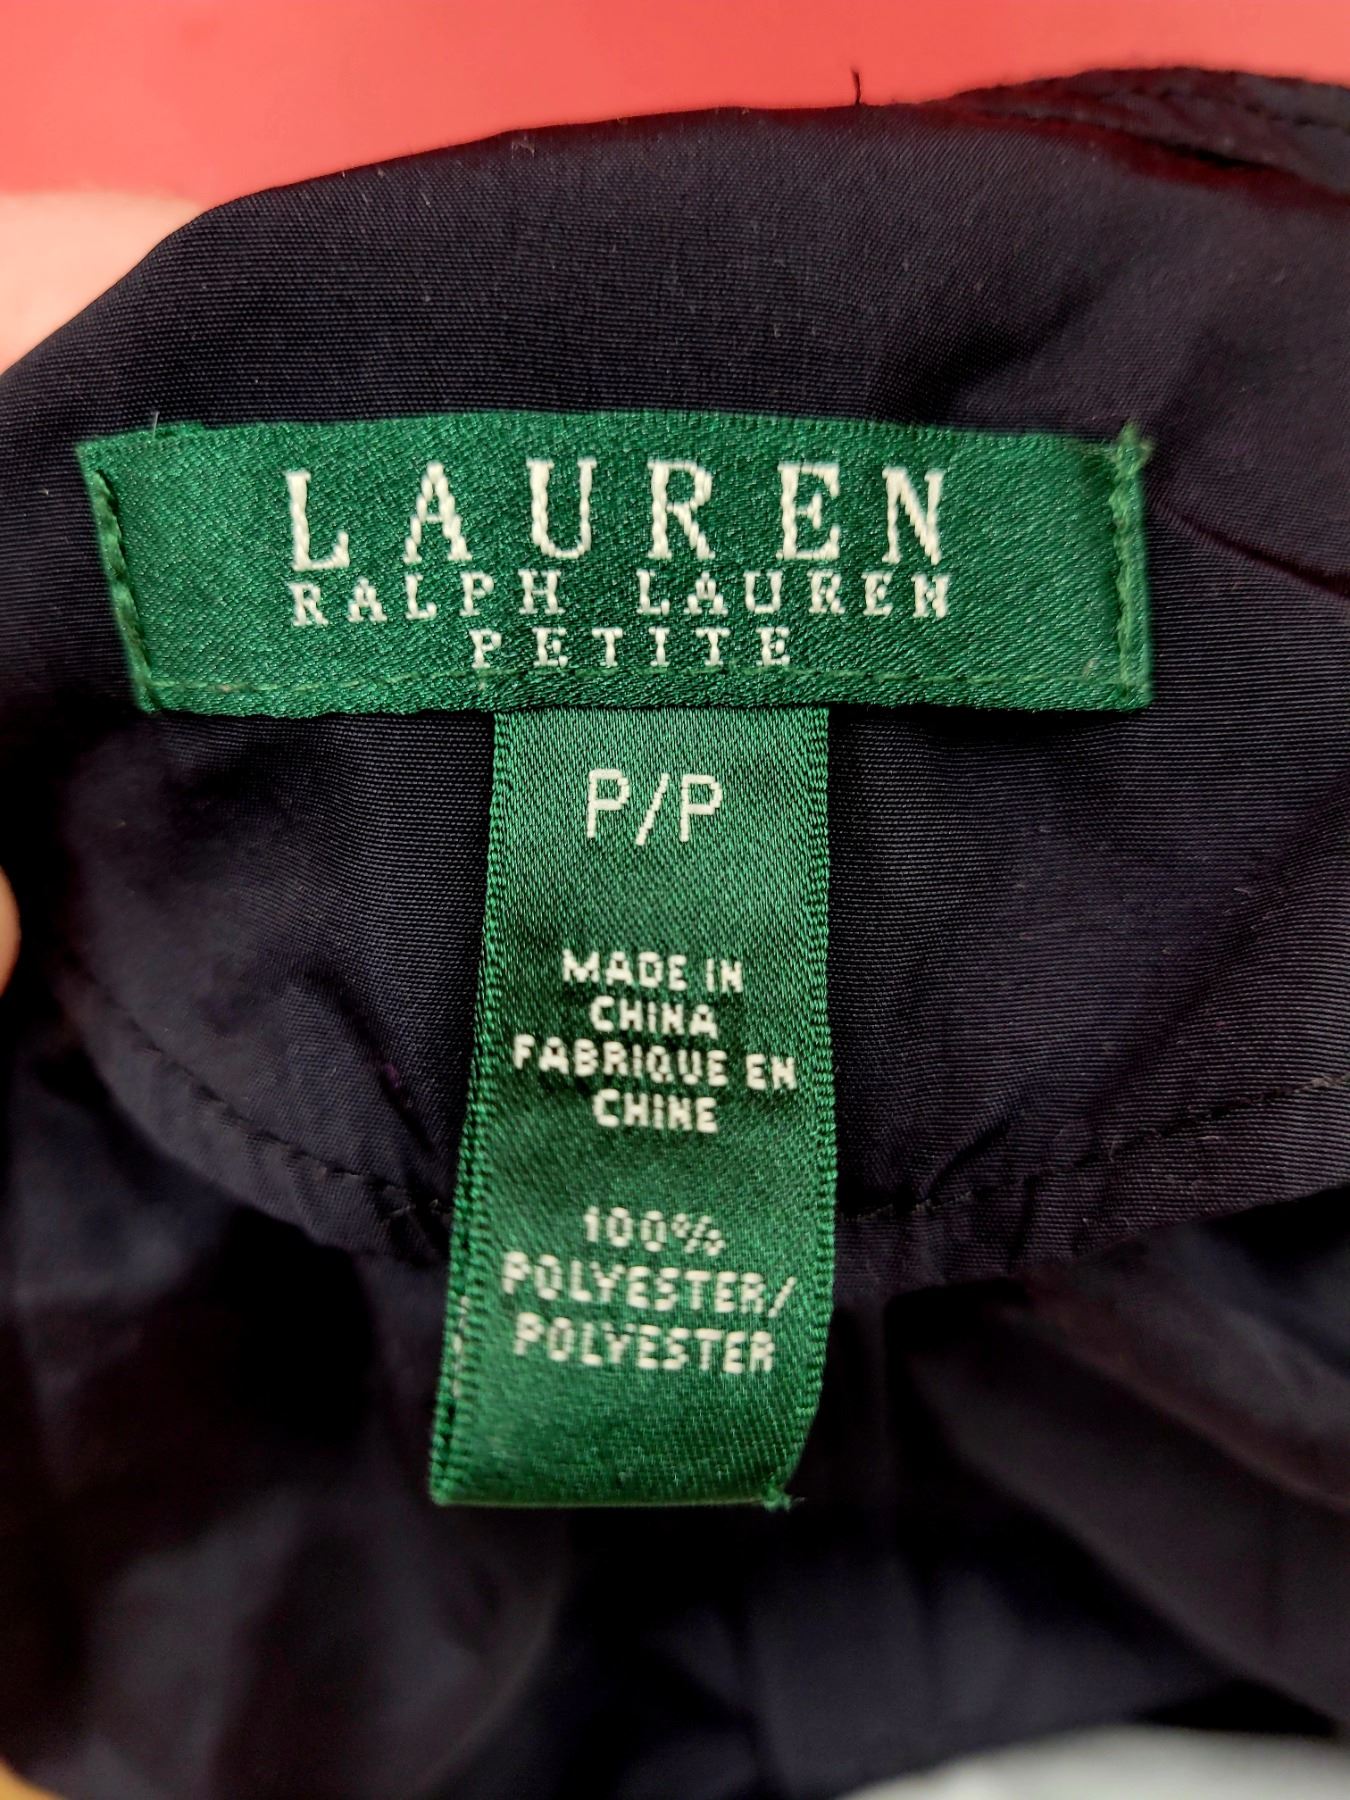 LAUREN
RALPH LAUREN
PETITE
P/P
MADE IN
CHINA
FABRIQUE EN
CHINE
100%
POLYESTER/
POLYESTER